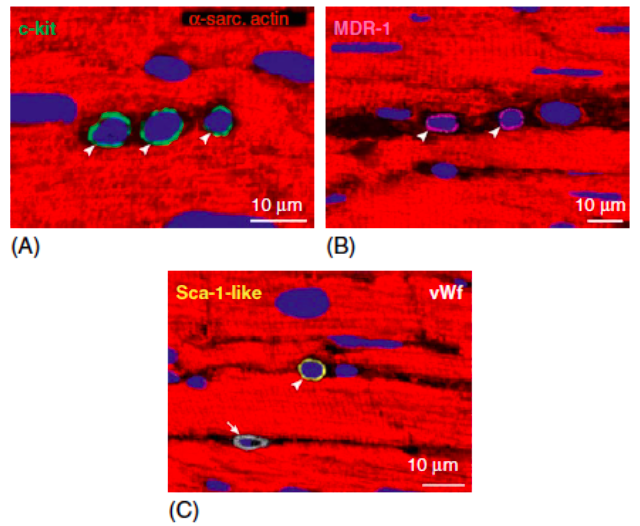 c-kit
α-sarc. actin
10 µm
(A)
MDR-1
10 µm
(B)
Sca-1-like
vWf
10 µm
(C)